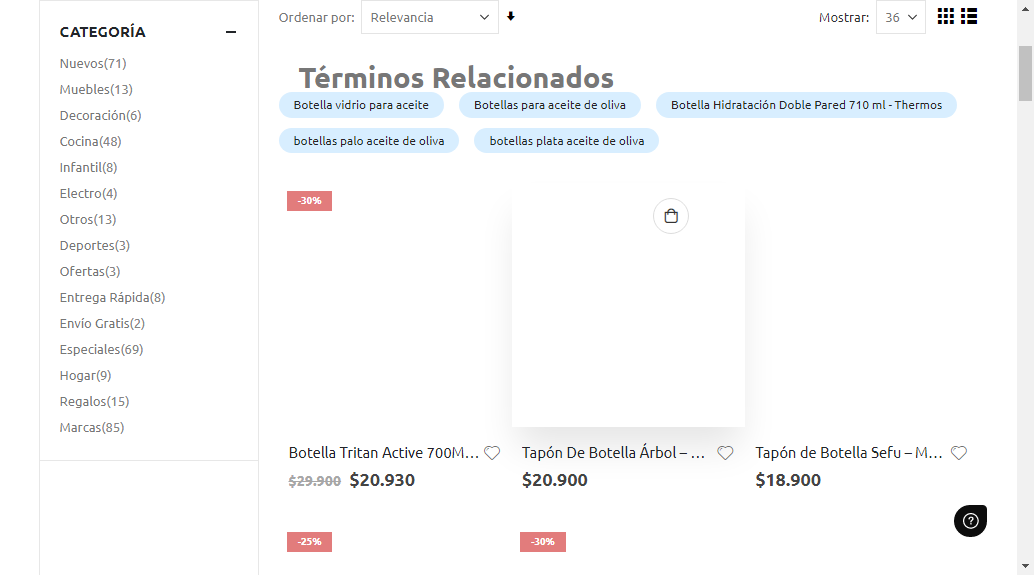 Ordenar por: Relevancia Mostrar: 36
CATEGORÍA
Nuevos(71)
Muebles(13)
Decoración(6)
Cocina(48)
Infantil(8)
Electro(4)
Otros(13)
Deportes(3)
Ofertas(3)
Entrega Rápida(8)
Envío Gratis(2)
Especiales(69)
Hogar(9)
Regalos(15)
Marcas(85)
Términos Relacionados
Botella vidrio para aceite Botellas para aceite de oliva Botella Hidratación Doble Pared 710 ml - Thermos
botellas palo aceite de oliva botellas plata aceite de oliva
-30%
Botella Tritan Active 700M... Tapón De Botella Árbol – ... Tapón de Botella Sefu – M...
$29.900 $20.930 $20.900 $18.900
-25% -30%